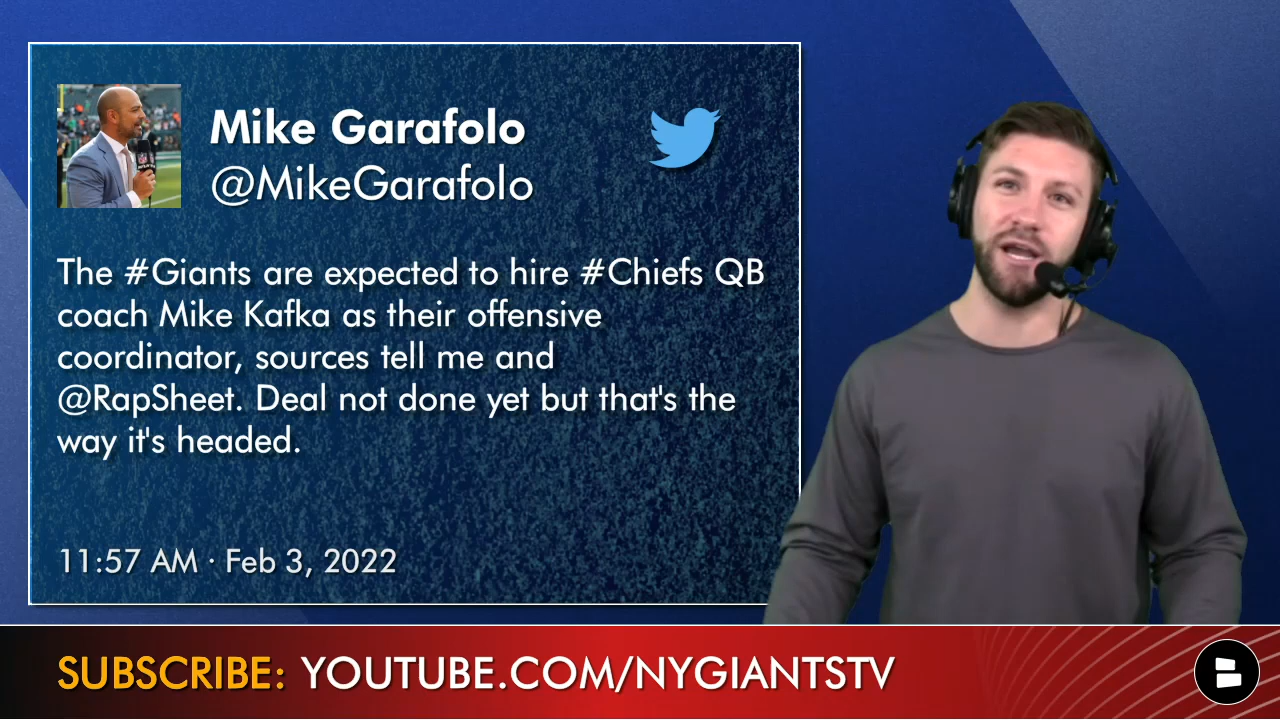 Mike Garafolo
@MikeGarafolo
The #Giants are expected to hire #Chiefs QB
coach Mike Kafka as their offensive
coordinator, sources tell me and
@RapSheet. Deal not done yet but that's the
way it's headed.
11:57 AM · Feb 3, 2022
SUBSCRIBE: YOUTUBE.COM/NYGIANTSTV